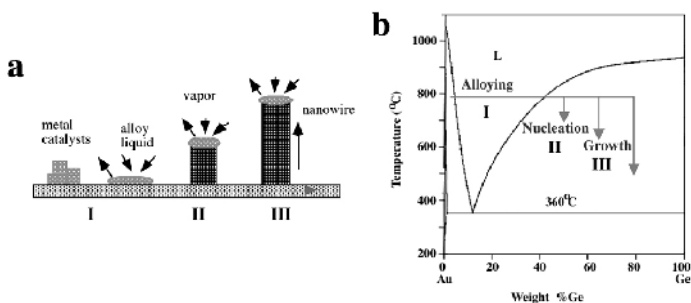 a
metal
catalysts
alloy
liquid
vapor
nanowire
I
II
III
b
1000
800
600
400
200
Temperature (°C)
L
Alloying
I
Nucleation
II
Growth
III
360°C
0
20
40
60
80
100
Au
Ge
Weight %Ge